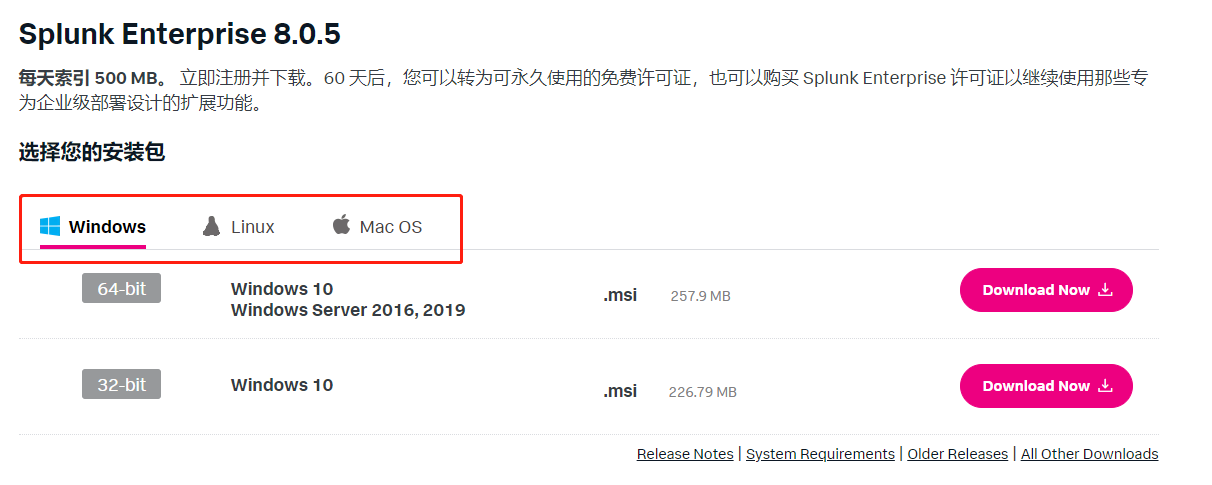 Splunk Enterprise 8.0.5
每天索引 500 MB。 立即注册并下载。60 天后，您可以转为可永久使用的免费许可证，也可以购买 Splunk Enterprise 许可证以继续使用那些专
为企业级部署设计的扩展功能。
选择您的安装包
Windows Linux Mac OS
64-bit Windows 10 .msi 257.9 MB Download Now
Windows Server 2016, 2019
32-bit Windows 10 .msi 226.79 MB Download Now
Release Notes | System Requirements | Older Releases | All Other Downloads